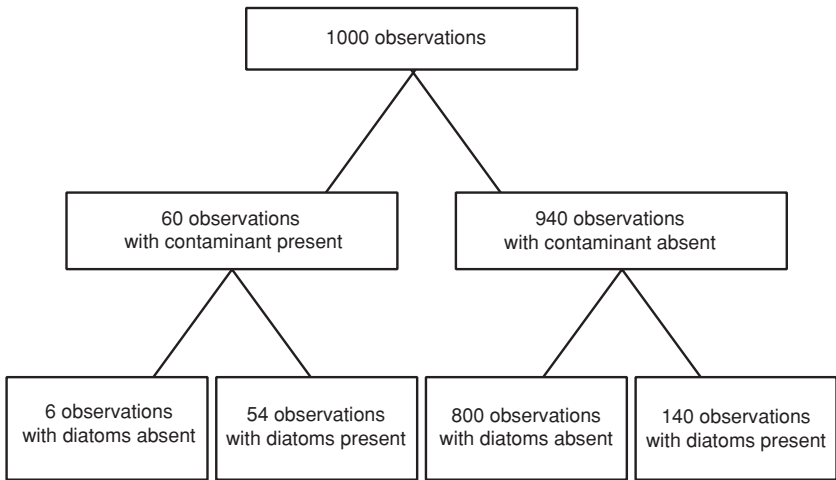 1000 observations
60 observations
with contaminant present
940 observations
with contaminant absent
6 observations
with diatoms absent
54 observations
with diatoms present
800 observations
with diatoms absent
140 observations
with diatoms present